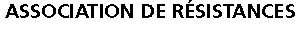 ASSOCIATION DE RÉSISTANCES